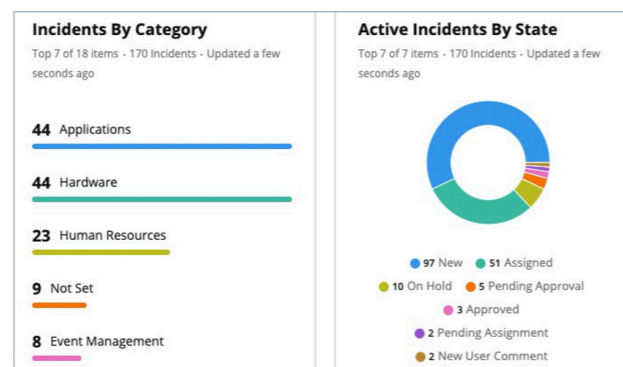 Incidents By Category
Top 7 of 18 items - 170 Incidents - Updated a few
seconds ago
44 Applications
44 Hardware
23 Human Resources
9 Not Set
8 Event Management
Active Incidents By State
Top 7 of 7 items - 170 Incidents - Updated a few
seconds ago
97 New 51 Assigned
10 On Hold 5 Pending Approval
3 Approved
2 Pending Assignment
2 New User Comment